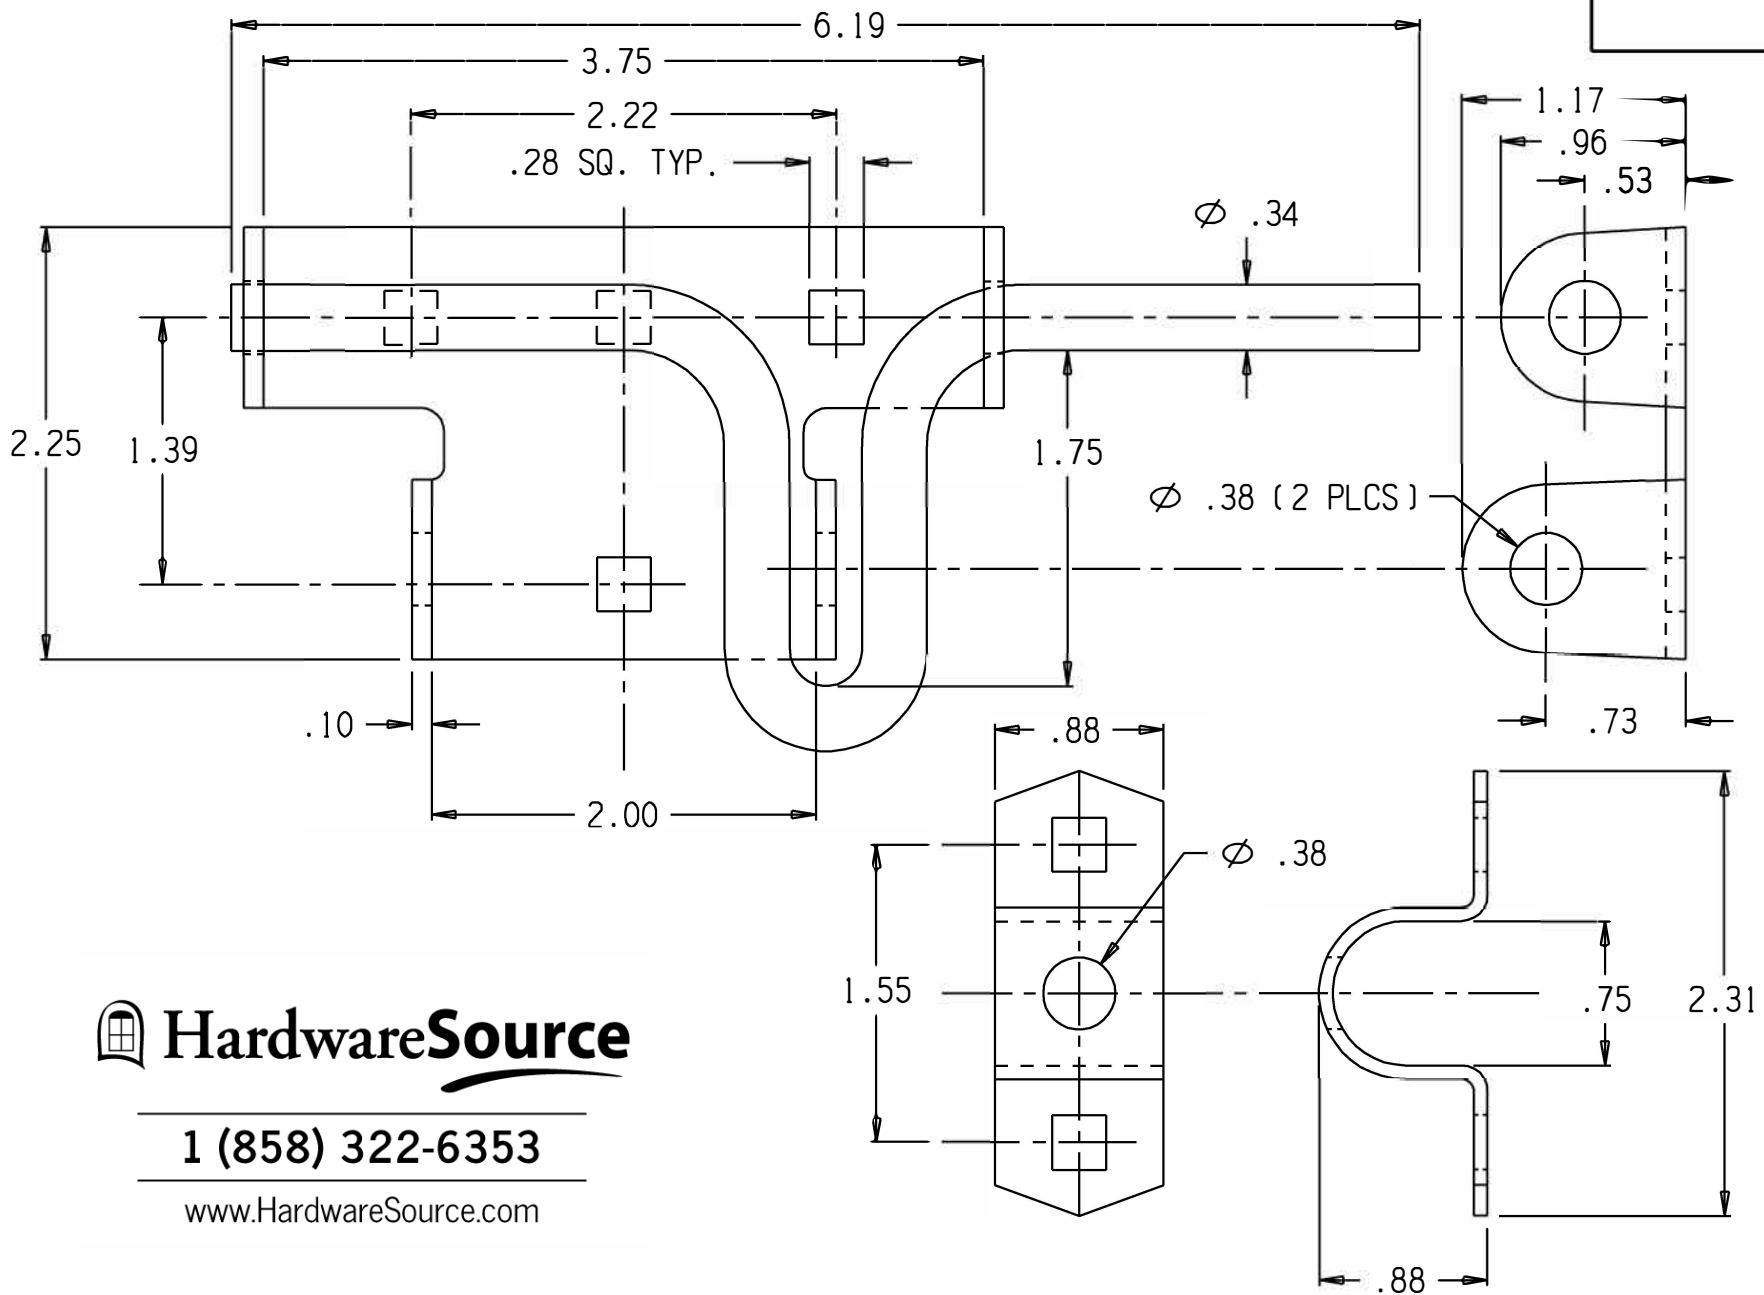 6.19
3.75
2.22
.28 SQ. TYP.
1.17
.96
.53
Ø .34
2.25
1.39
1.75
Ø .38 (2 PLCS)
.10
.73
.88
2.00
Ø .38
1.55
.75
2.31
.88
HardwareSource
1 (858) 322-6353
www.HardwareSource.com